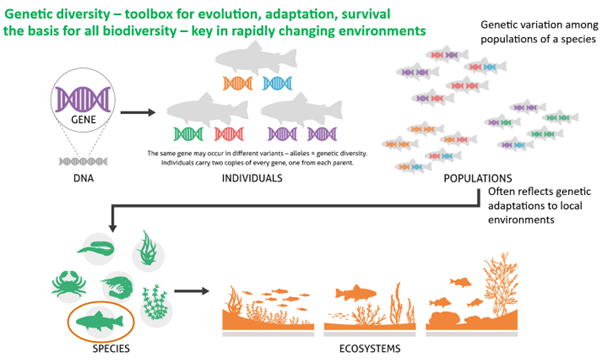 Genetic diversity – toolbox for evolution, adaptation, survival
the basis for all biodiversity – key in rapidly changing environments
Genetic variation among
populations of a species
GENE
DNA
The same gene may occur in different variants – alleles = genetic diversity.
Individuals carry two copies of every gene, one from each parent.
INDIVIDUALS
POPULATIONS
Often reflects genetic
adaptations to local
environments
SPECIES
ECOSYSTEMS